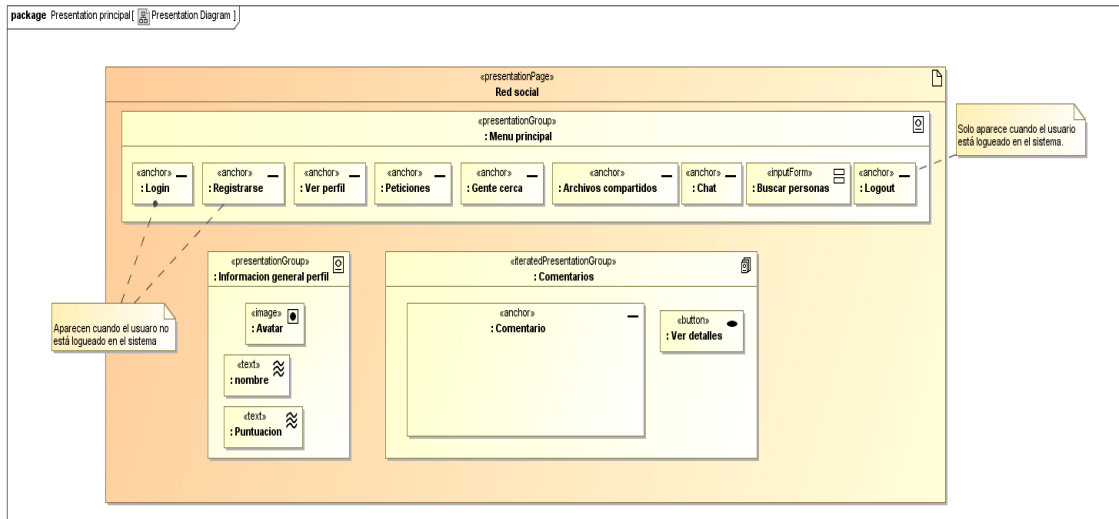 package Presentation principal[ Presentation Diagram ]
«presentationPage»
Red social
«presentationGroup»
: Menu principal
«anchor»
: Login
«anchor»
: Registrarse
«anchor»
: Ver perfil
«anchor»
: Peticiones
«anchor»
: Gente cerca
«anchor»
: Archivos compartidos
«anchor»
: Chat
«inputForm»
: Buscar personas
«anchor»
: Logout
Solo aparece cuando el usuario
está logueado en el sistema.
«presentationGroup»
: Informacion general perfil
«image»
: Avatar
«text»
: nombre
«text»
: Puntuacion
«iteratedPresentationGroup»
: Comentarios
«anchor»
: Comentario
«button»
: Ver detalles
Aparecen cuando el usuaro no
está logueado en el sistema